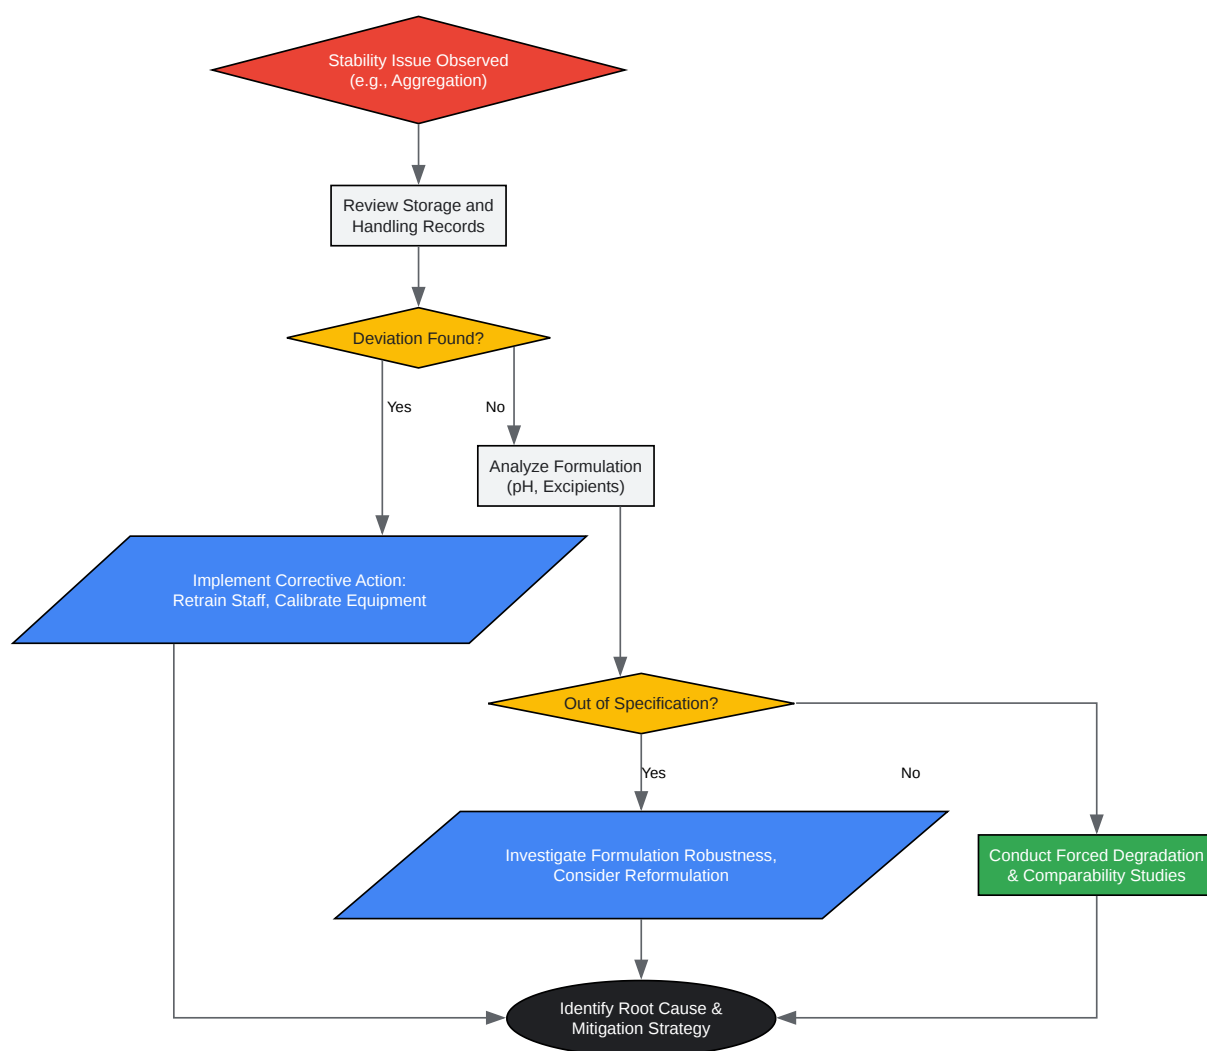 Stability Issue Observed
(e.g., Aggregation)
Review Storage and
Handling Records
Deviation Found?
Yes
No
Analyze Formulation
(pH, Excipients)
Implement Corrective Action:
Retrain Staff, Calibrate Equipment
Out of Specification?
Yes
No
Investigate Formulation Robustness,
Consider Reformulation
Conduct Forced Degradation
& Comparability Studies
Identify Root Cause &
Mitigation Strategy